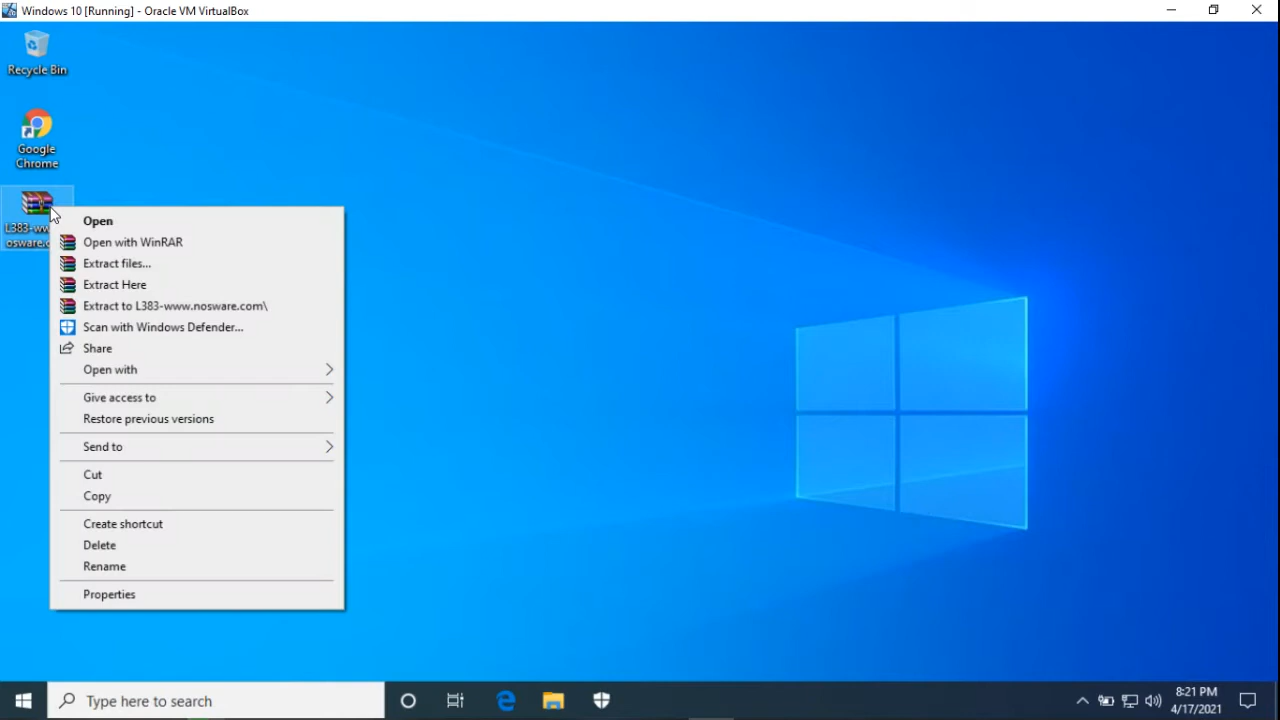 Windows 10 [Running] - Oracle VM VirtualBox
Recycle Bin
Google
Chrome
Open
Open with WinRAR
Extract files...
Extract Here
Extract to L383-www.nosware.com\
Scan with Windows Defender...
Share
Open with
Give access to
Restore previous versions
Send to
Cut
Copy
Create shortcut
Delete
Rename
Properties
Type here to search
8:21 PM
4/17/2021